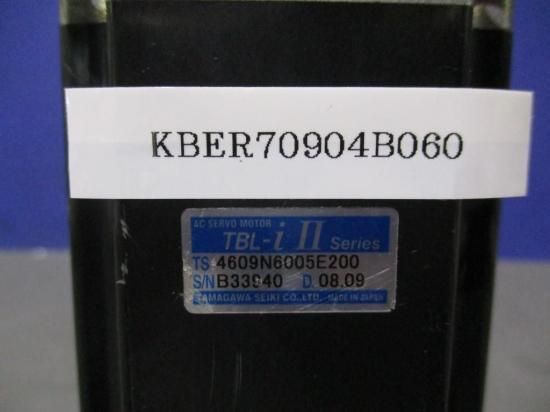 KBER70904B060
AC SERVO MOTOR
TBL-i II Series
TS 4609N6005E200
S/N B33940 D. 08.09
TAMAGAWA SEIKI CO., LTD. MADE IN JAPAN